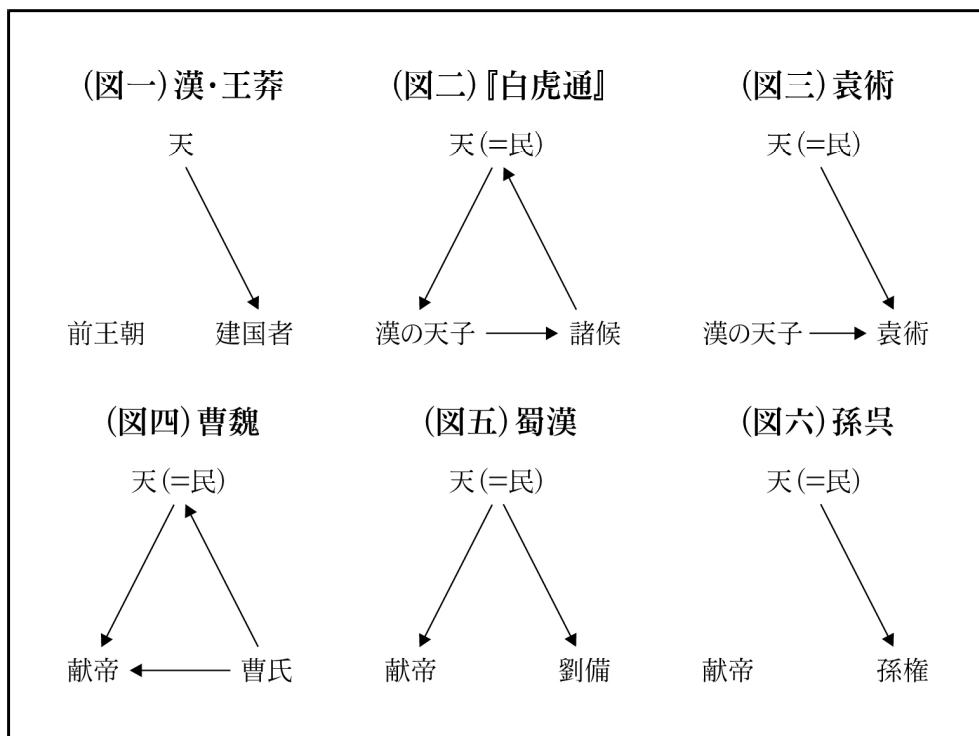 (図一)漢・王莽
天
前王朝 建国者
(図二)『白虎通』
天(=民)
漢の天子 諸候
(図三)袁術
天(=民)
漢の天子 袁術
(図四)曹魏
天(=民)
献帝 曹氏
(図五)蜀漢
天(=民)
献帝 劉備
(図六)孫呉
天(=民)
献帝 孫権